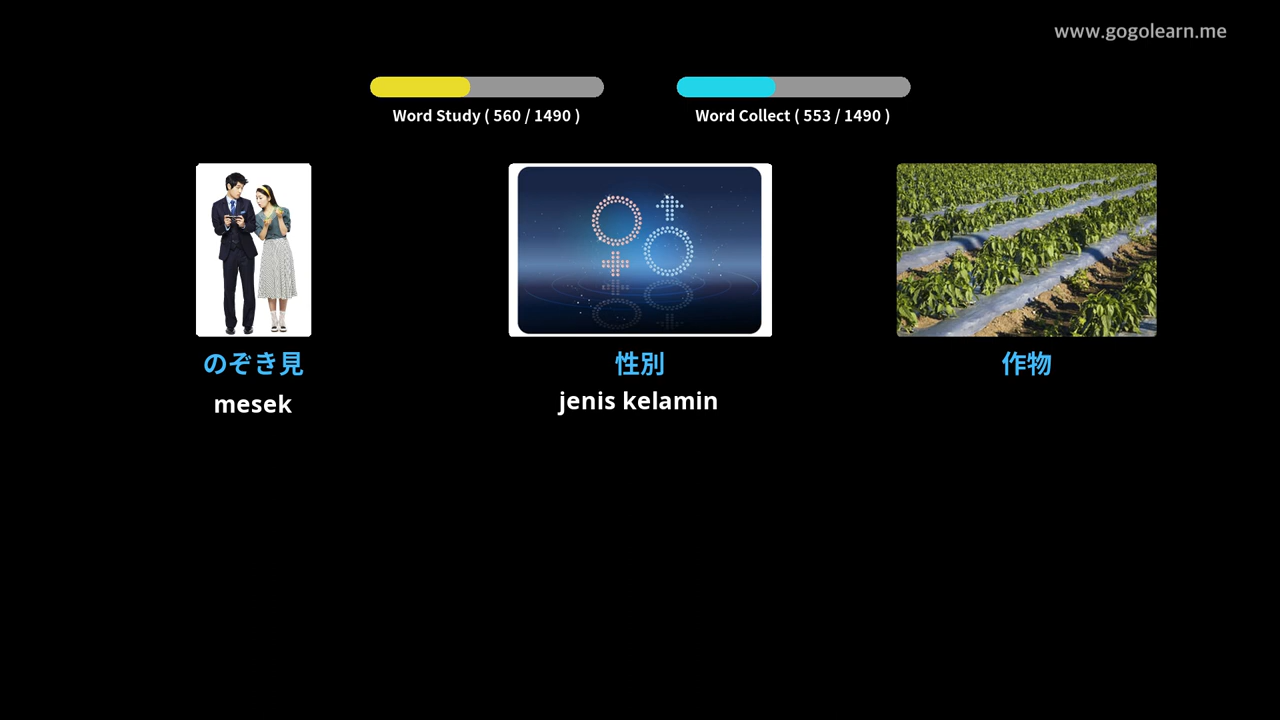 www.gogolearn.me
Word Study ( 560 / 1490 )
Word Collect ( 553 / 1490 )
のぞき見
性別
作物
mesek
jenis kelamin